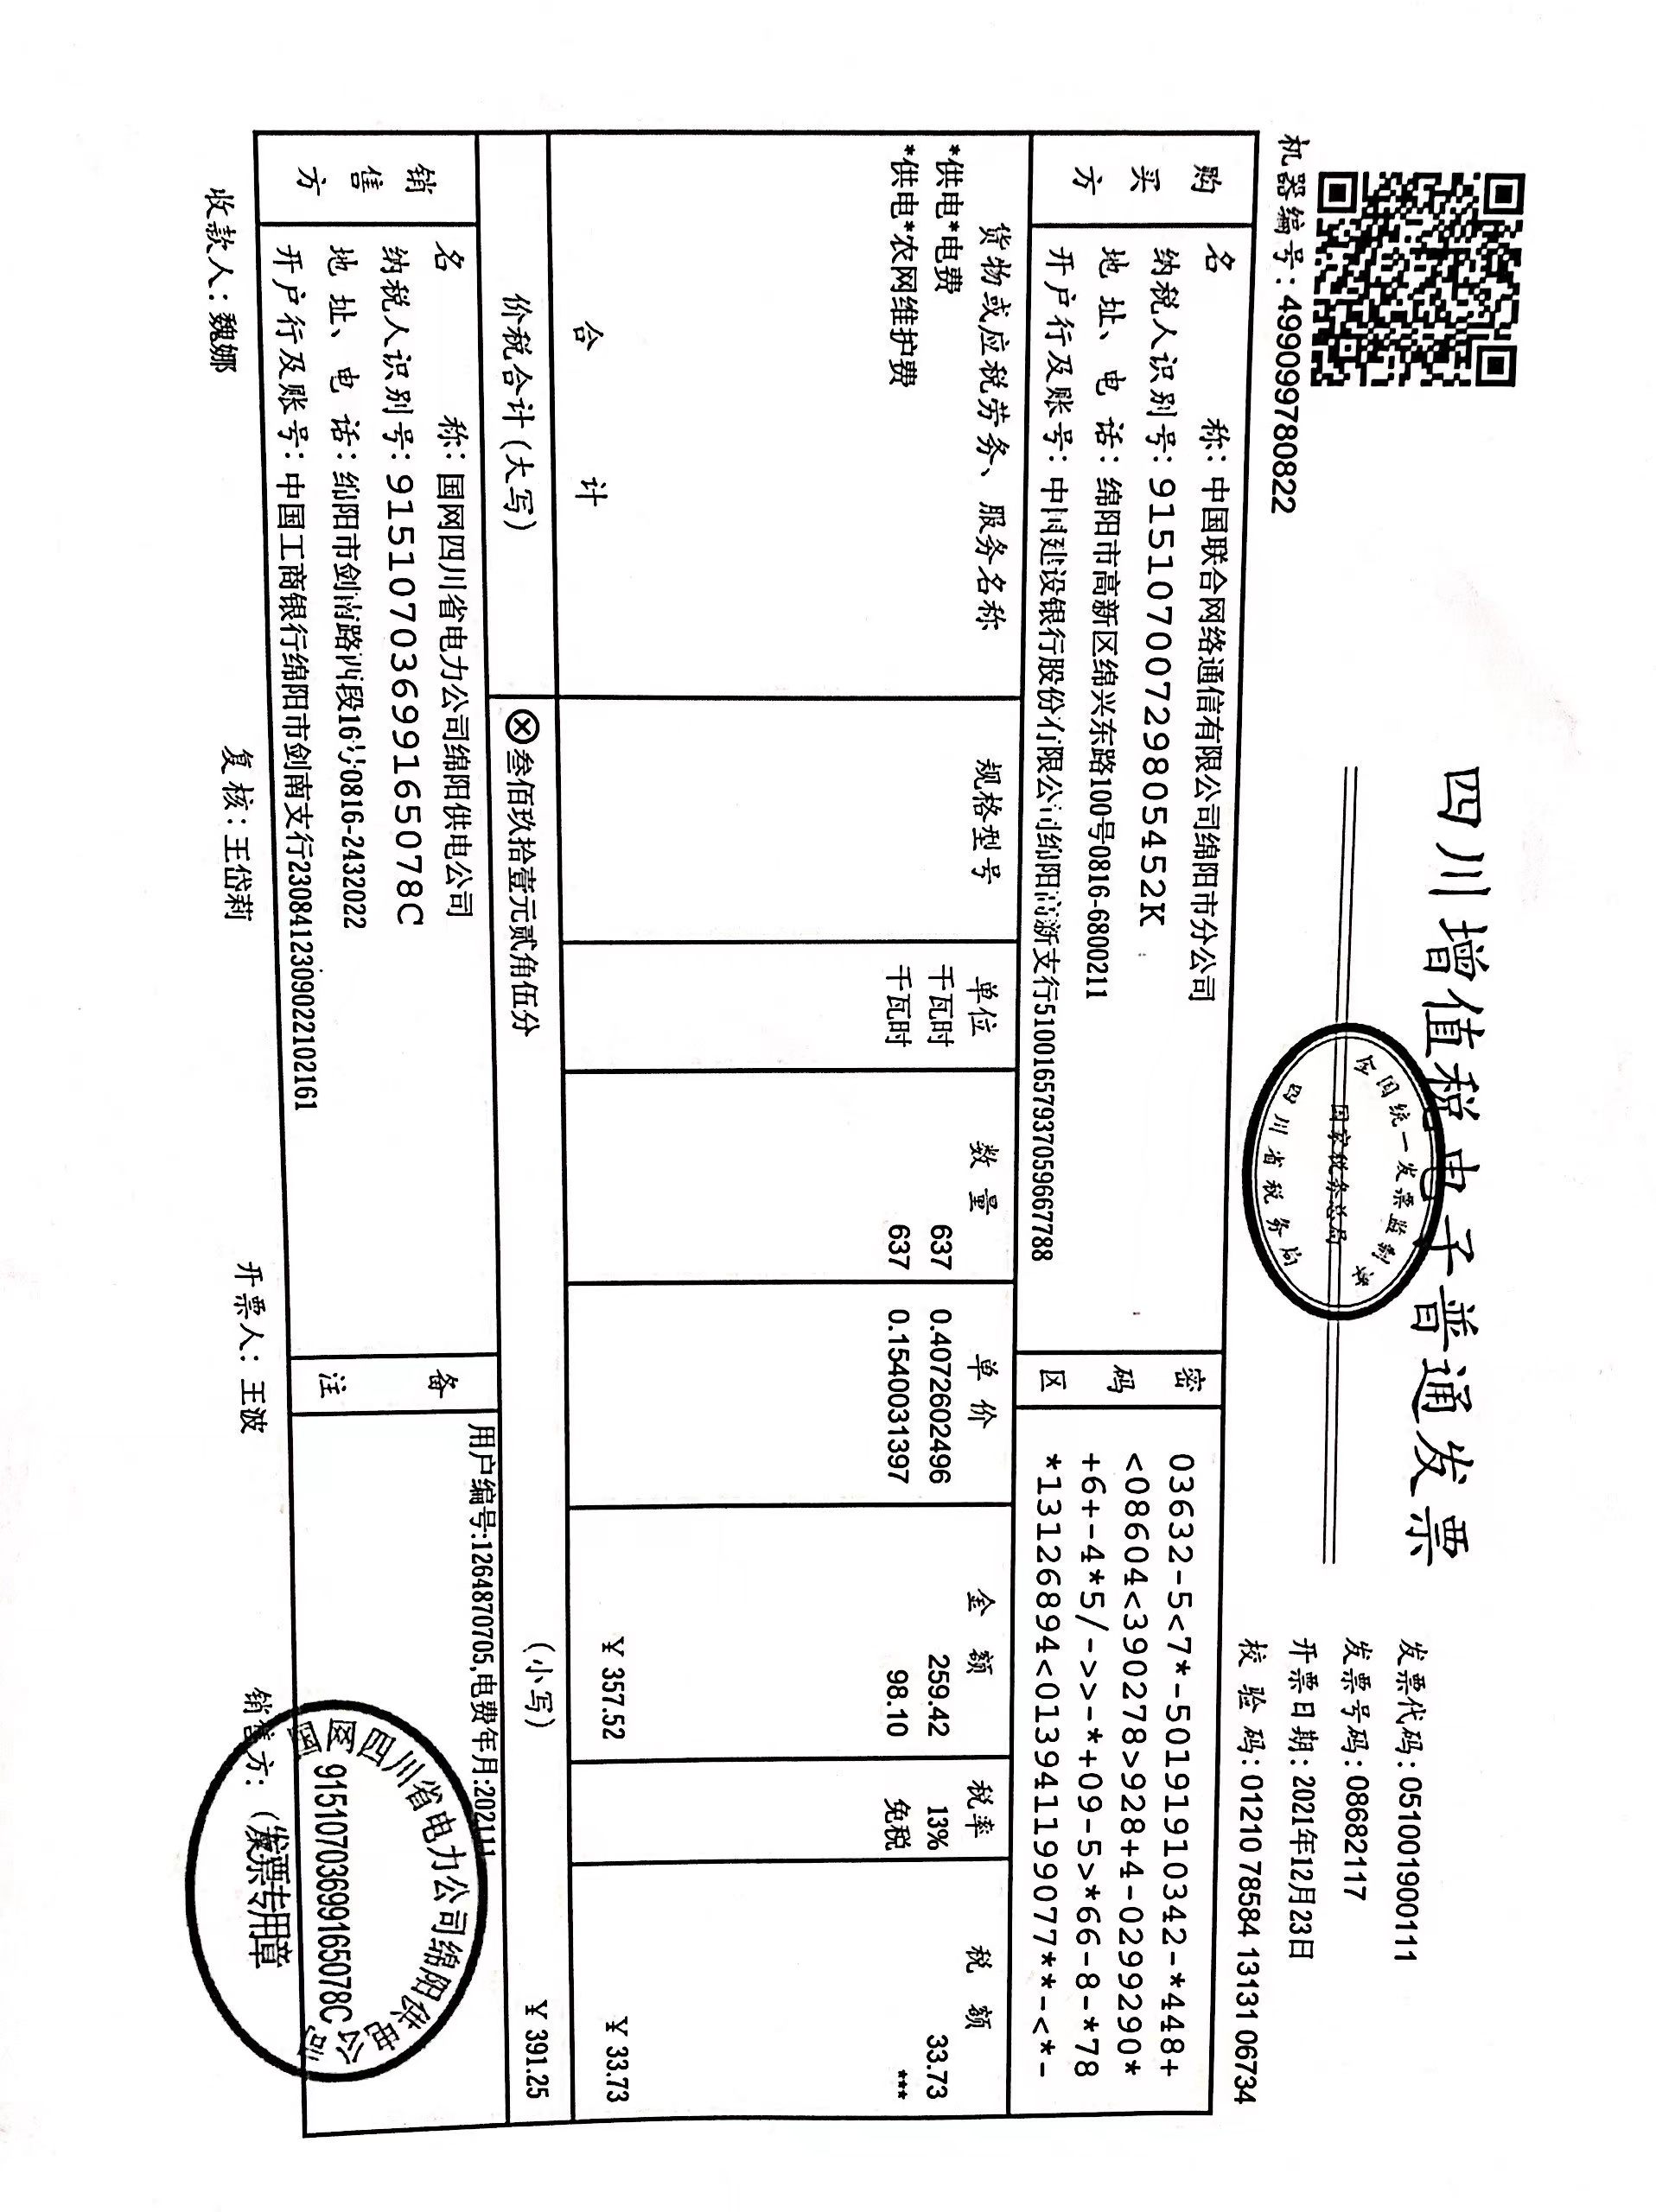 四川增值税电子普通发票
全国统一发票监制章
国家税务总局
四川省税务局
发票代码:051001900111
发票号码:08682117
开票日期:2021年12月23日
校验码:01210 78584 13131 06734
机器编号:499099780822
购买方
名称:中国联合网络通信有限公司绵阳市分公司
纳税人识别号:91510700729805452K
地址、电话:绵阳市高新区绵兴东路100号0816-6800211
开户行及账号:中国建设银行股份有限公司绵阳高新支行51001657937059667788
密码区
03632-5<7*-50191910342-*448+
<08604<390278>928+4-0299290*
+6+-4*5/->>-*+09-5>*66-8-*78
*13126894<013941199077**-<*-
货物或应税劳务、服务名称 规格型号 单位 数量 单价 金额 税率 税额
*供电*电费 千瓦时 637 0.4072602496 259.42 13% 33.73
*供电*农网维护费 千瓦时 637 0.1540031397 98.10 免税 ***
合计 ¥ 357.52 ¥ 33.73
价税合计(大写) ⊗叁佰玖拾壹元贰角伍分 (小写) ¥ 391.25
销售方
名称:国网四川省电力公司绵阳供电公司
纳税人识别号:91510703699165078C
地址、电话:绵阳市剑南路西段16号0816-2432022
开户行及账号:中国工商银行绵阳市剑南支行2308412309022102161
备注
用户编号:1264870705,电费年月:202111
国网四川省电力公司绵阳供电公司
91510703699165078C
发票专用章
收款人:魏娜 复核:王岱莉 开票人:王波 销售方:(章)